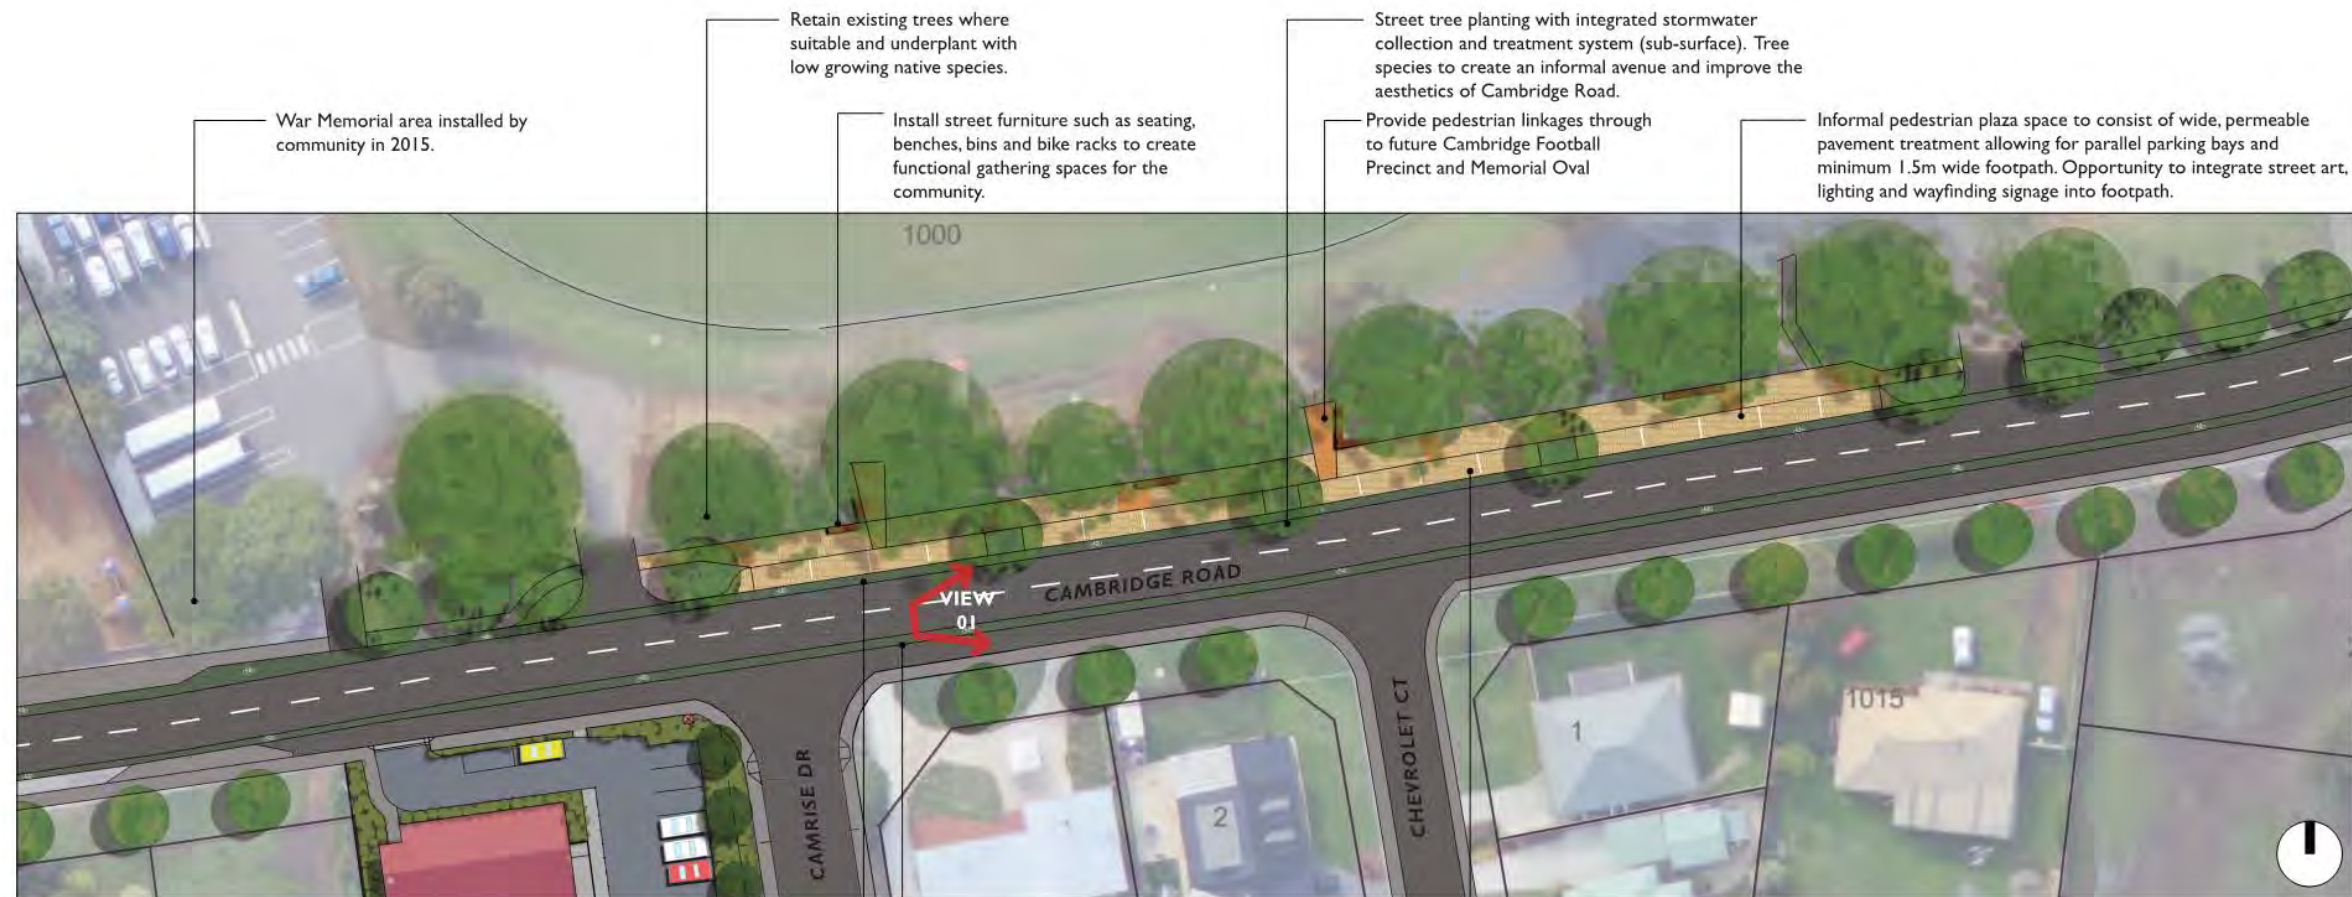 Retain existing trees where
suitable and underplant with
low growing native species.
Street tree planting with integrated stormwater
collection and treatment system (sub-surface). Tree
species to create an informal avenue and improve the
aesthetics of Cambridge Road.
War Memorial area installed by
community in 2015.
Install street furniture such as seating,
benches, bins and bike racks to create
functional gathering spaces for the
community.
Provide pedestrian linkages through
to future Cambridge Football
Precinct and Memorial Oval
Informal pedestrian plaza space to consist of wide, permeable
pavement treatment allowing for parallel parking bays and
minimum 1.5m wide footpath. Opportunity to integrate street art,
lighting and wayfinding signage into footpath.
1000
CAMBRIDGE ROAD
VIEW
01
CAMRISE DR
CHEVROLET CT
1
2
1
1015